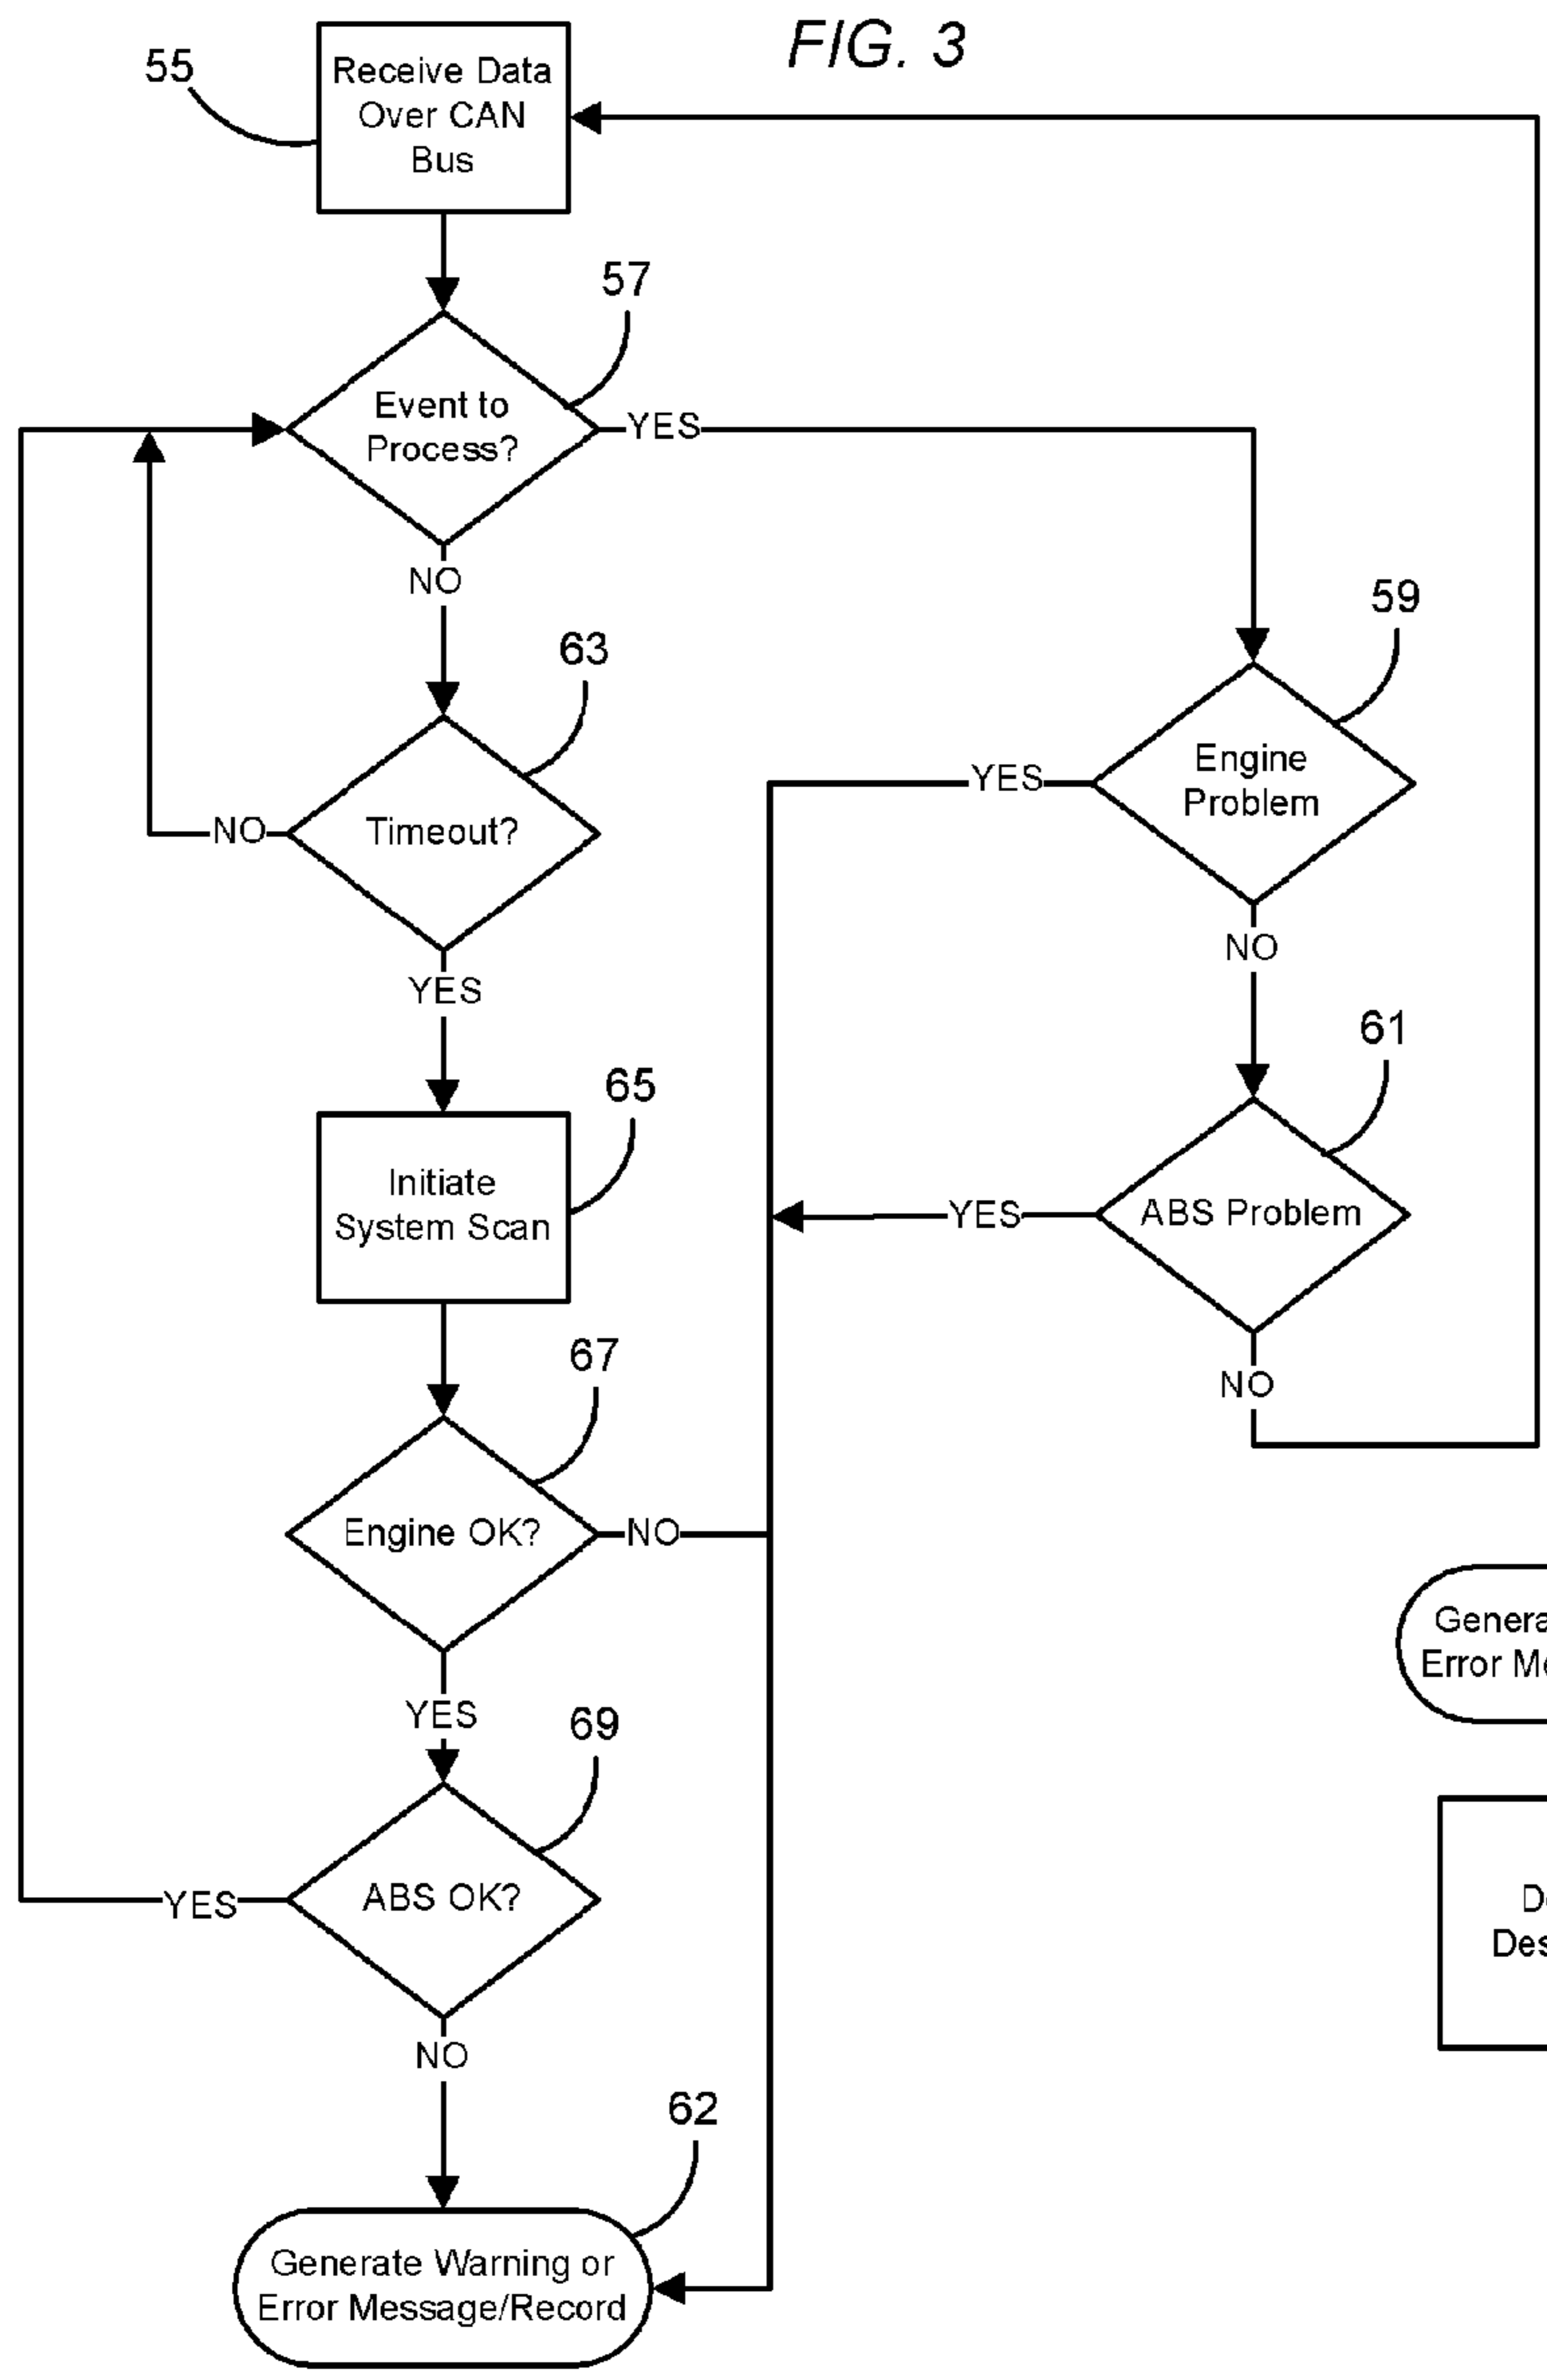 FIG. 3
55
Receive Data
Over CAN
Bus
57
Event to
Process?
YES
NO
59
63
Engine
Problem
YES
Timeout?
NO
NO
YES
61
65
Initiate
System Scan
ABS Problem
YES
67
NO
Engine OK?
NO
YES
69
ABS OK?
YES
NO
62
Generate Warning or
Error Message/Record